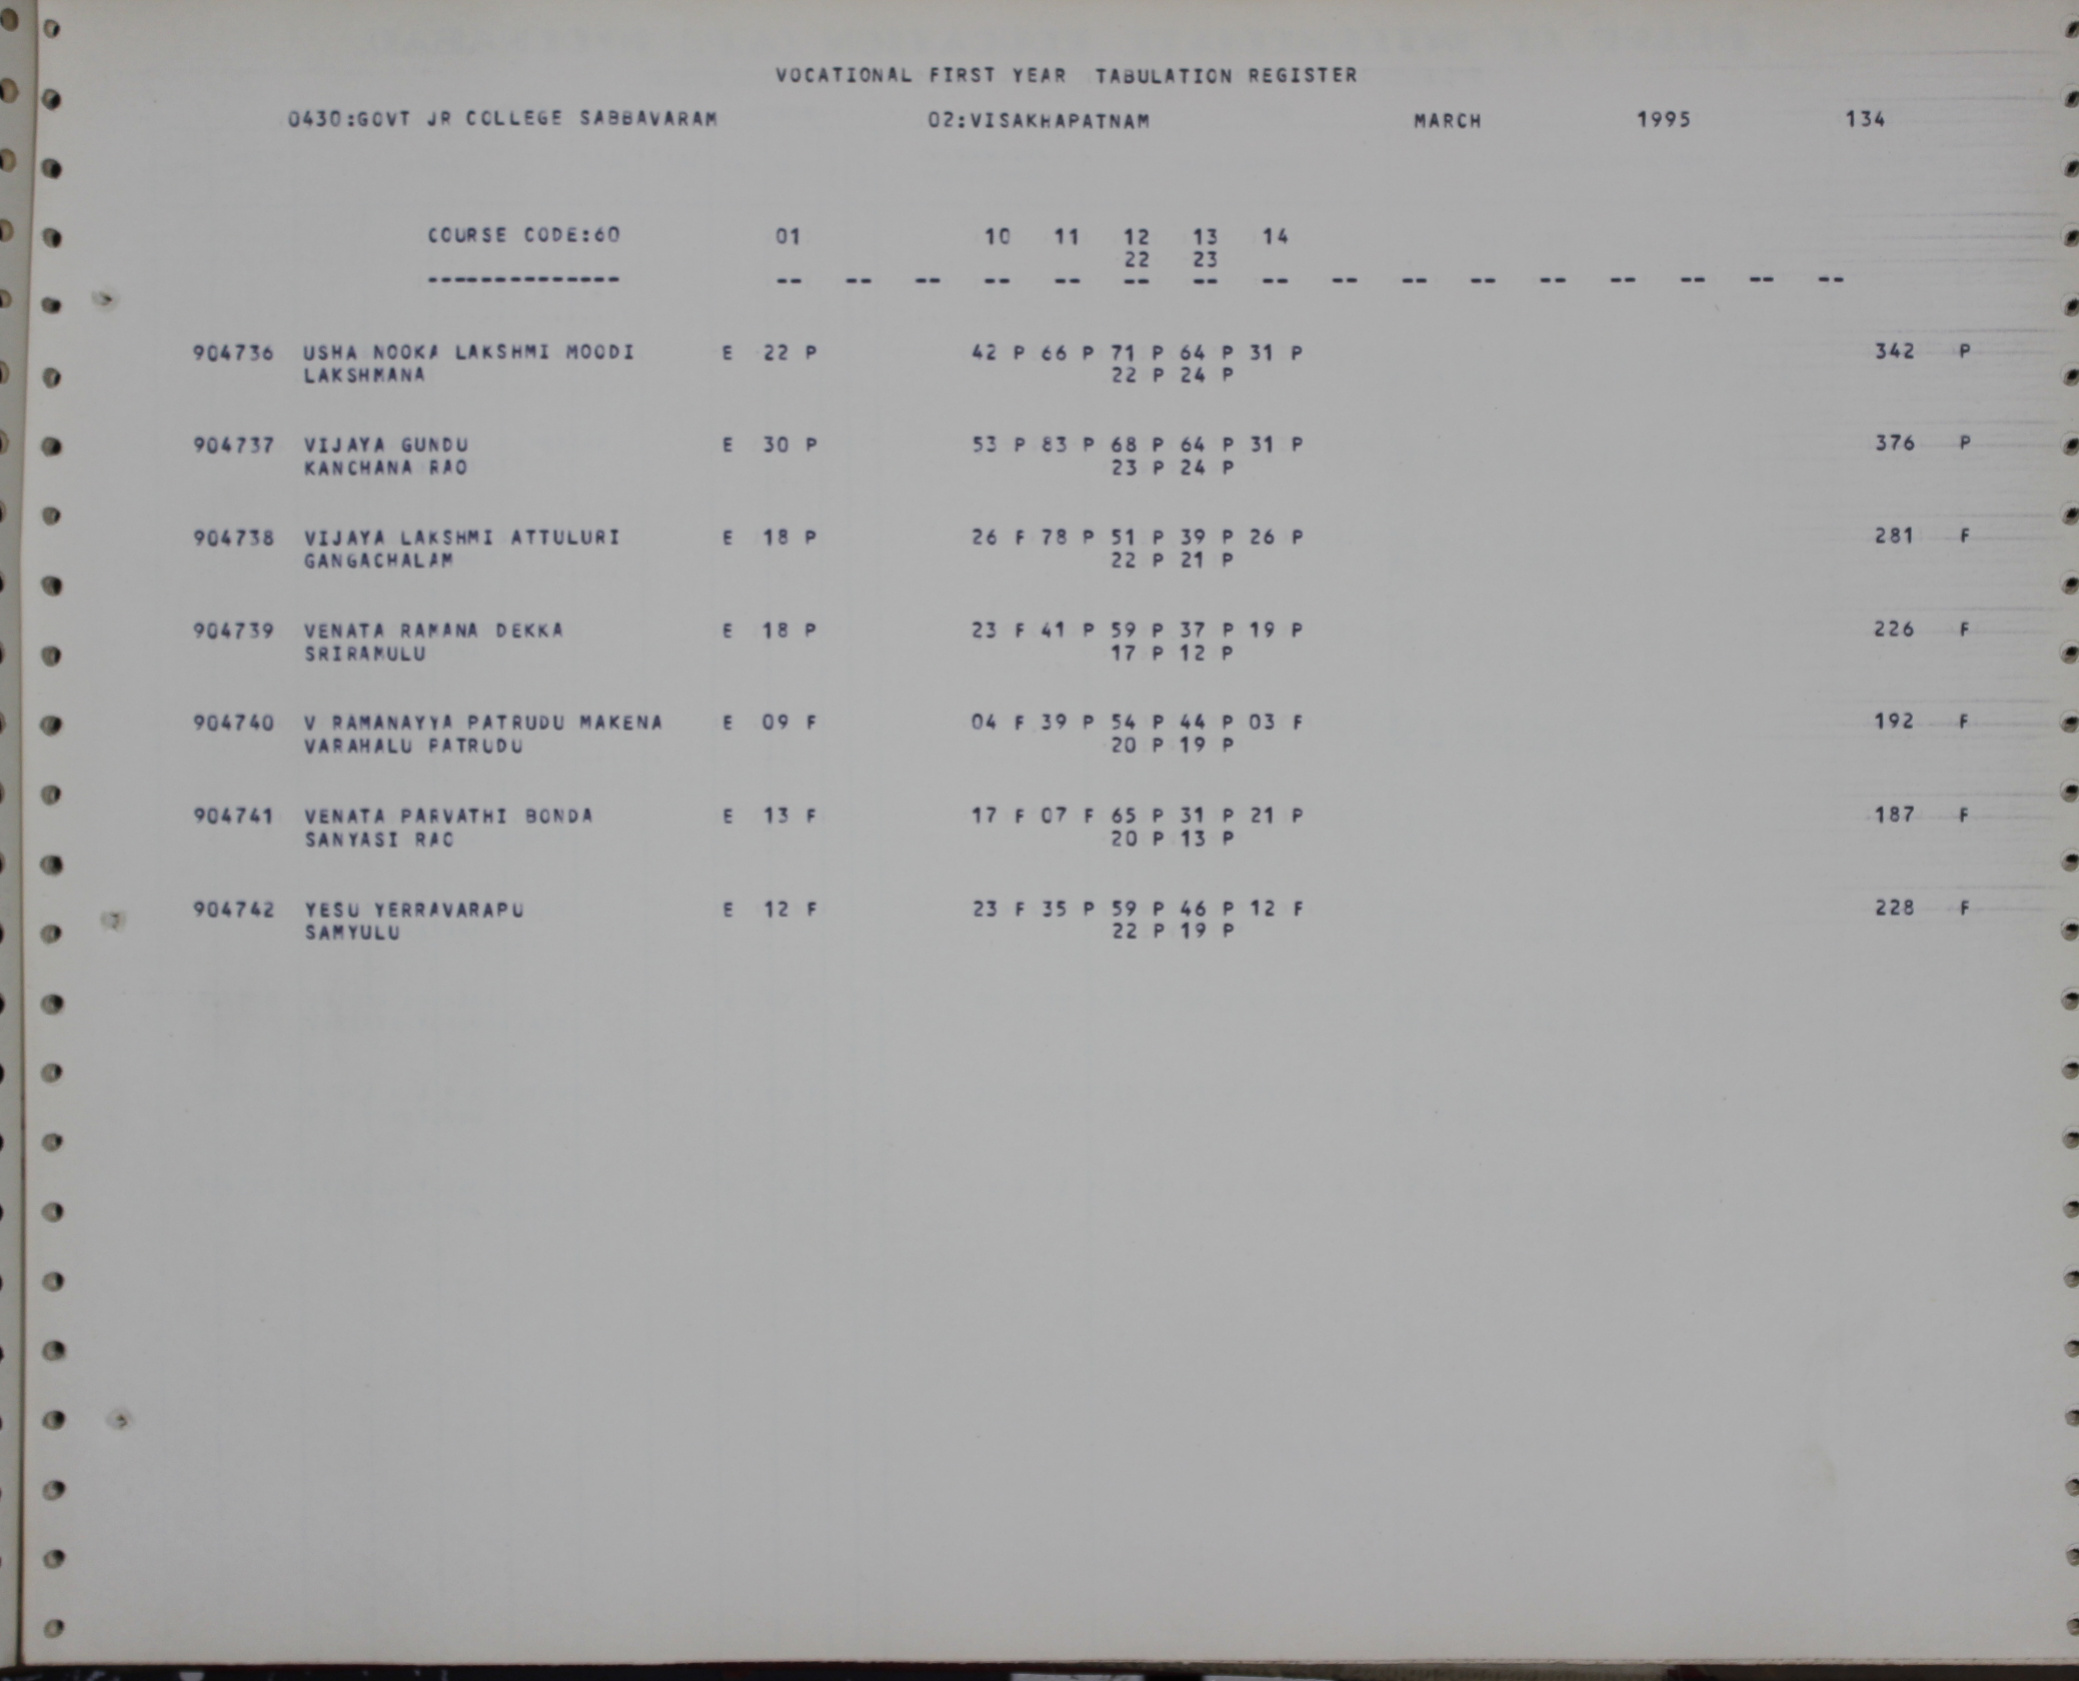 VOCATIONAL FIRST YEAR TABULATION REGISTER
0430:GOVT JR COLLEGE SABBAVARAM 02:VISAKHAPATNAM MARCH 1995 134
COURSE CODE:60 01 10 11 12 13 14
22 23
-------------- -- -- -- -- -- -- -- -- -- -- -- -- -- -- -- --
904736 USHA NOOKA LAKSHMI MOODI E 22 P 42 P 66 P 71 P 64 P 31 P 342 P
LAKSHMANA 22 P 24 P
904737 VIJAYA GUNDU E 30 P 53 P 83 P 68 P 64 P 31 P 376 P
KANCHANA RAO 23 P 24 P
904738 VIJAYA LAKSHMI ATTULURI E 18 P 26 F 78 P 51 P 39 P 26 P 281 F
GANGACHALAM 22 P 21 P
904739 VENATA RAMANA DEKKA E 18 P 23 F 41 P 59 P 37 P 19 P 226 F
SRIRAMULU 17 P 12 P
904740 V RAMANAYYA PATRUDU MAKENA E 09 F 04 F 39 P 54 P 44 P 03 F 192 F
VARAHALU PATRUDU 20 P 19 P
904741 VENATA PARVATHI BONDA E 13 F 17 F 07 F 65 P 31 P 21 P 187 F
SANYASI RAO 20 P 13 P
904742 YESU YERRAVARAPU E 12 F 23 F 35 P 59 P 46 P 12 F 228 F
SAMYULU 22 P 19 P